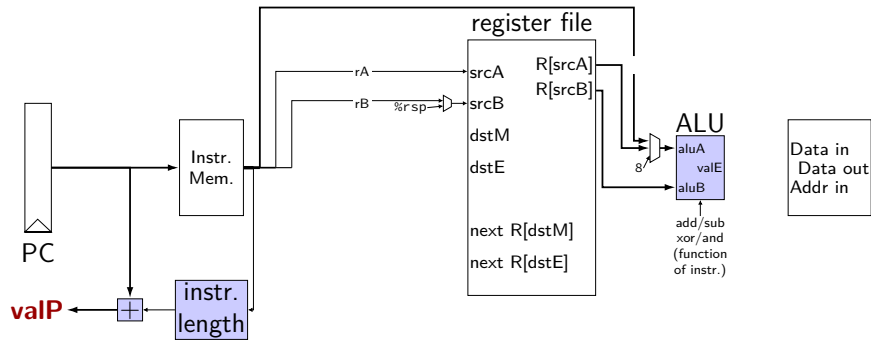 register file
rA
srcA
R[srcA]
R[srcB]
rB
%rsp
srcB
dstM
dstE
next R[dstM]
next R[dstE]
Instr.
Mem.
PC
instr.
length
+
valP
8
ALU
aluA
valE
aluB
add/sub
xor/and
(function
of instr.)
Data in
Data out
Addr in